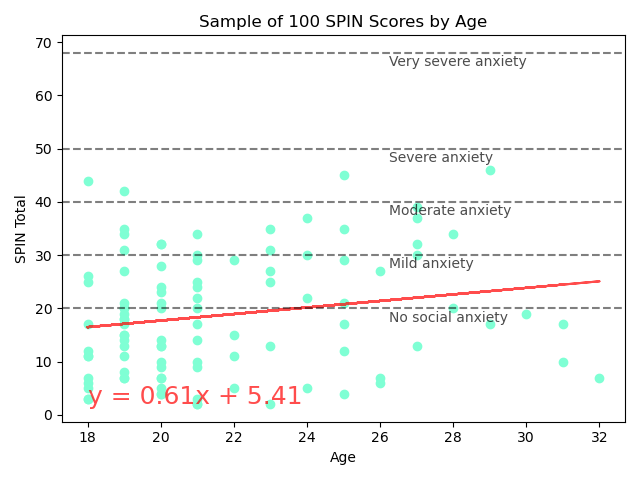 Sample of 100 SPIN Scores by Age
70
60
50
40
30
20
10
0
SPIN Total
Very severe anxiety
Severe anxiety
Moderate anxiety
Mild anxiety
No social anxiety
y = 0.61x + 5.41
18 20 22 24 26 28 30 32
Age